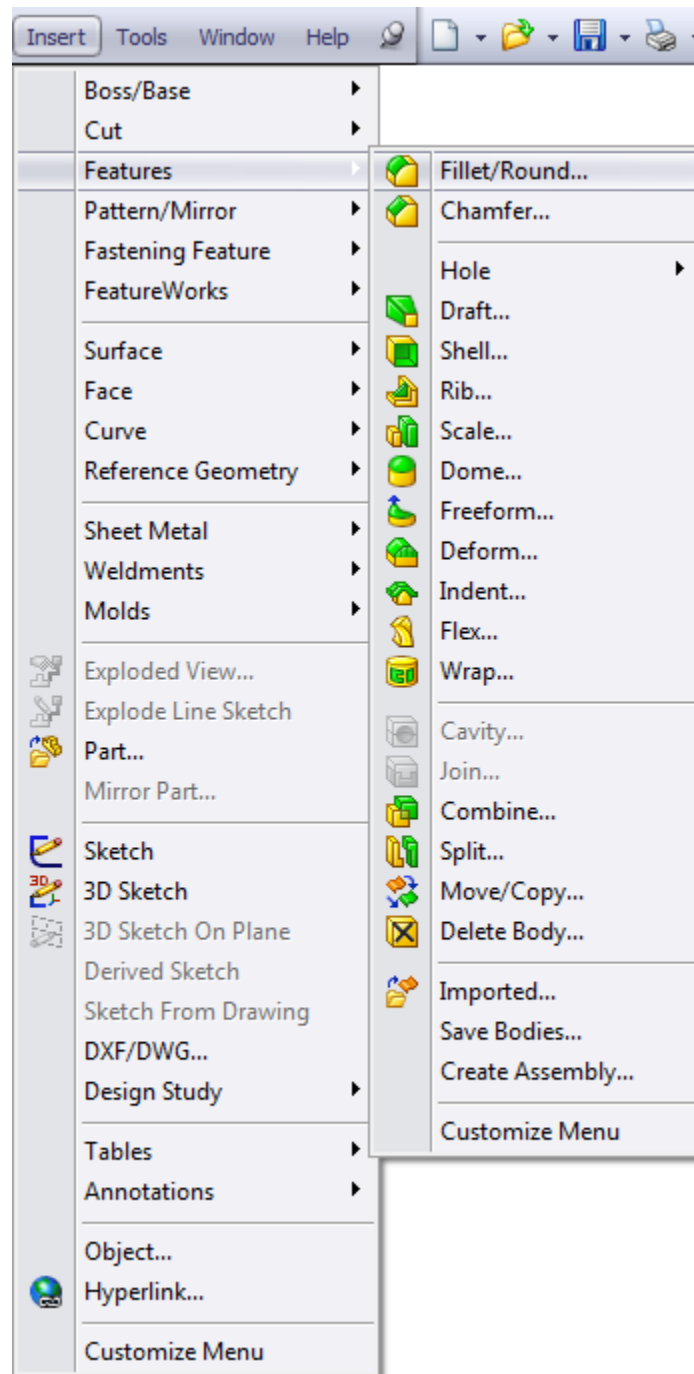 Insert Tools Window Help
Boss/Base
Cut
Features
Pattern/Mirror
Fastening Feature
FeatureWorks
Surface
Face
Curve
Reference Geometry
Sheet Metal
Weldments
Molds
Exploded View...
Explode Line Sketch
Part...
Mirror Part...
Sketch
3D Sketch
3D Sketch On Plane
Derived Sketch
Sketch From Drawing
DXF/DWG...
Design Study
Tables
Annotations
Object...
Hyperlink...
Customize Menu
Fillet/Round...
Chamfer...
Hole
Draft...
Shell...
Rib...
Scale...
Dome...
Freeform...
Deform...
Indent...
Flex...
Wrap...
Cavity...
Join...
Combine...
Split...
Move/Copy...
Delete Body...
Imported...
Save Bodies...
Create Assembly...
Customize Menu